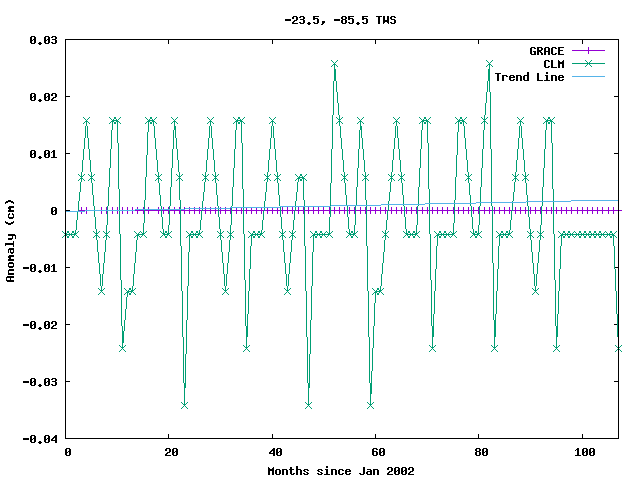 -23.5, -85.5 TWS
GRACE
CLM
Trend Line
0.03
0.02
0.01
0
-0.01
-0.02
-0.03
-0.04
Anomaly (cm)
0 20 40 60 80 100
Months since Jan 2002